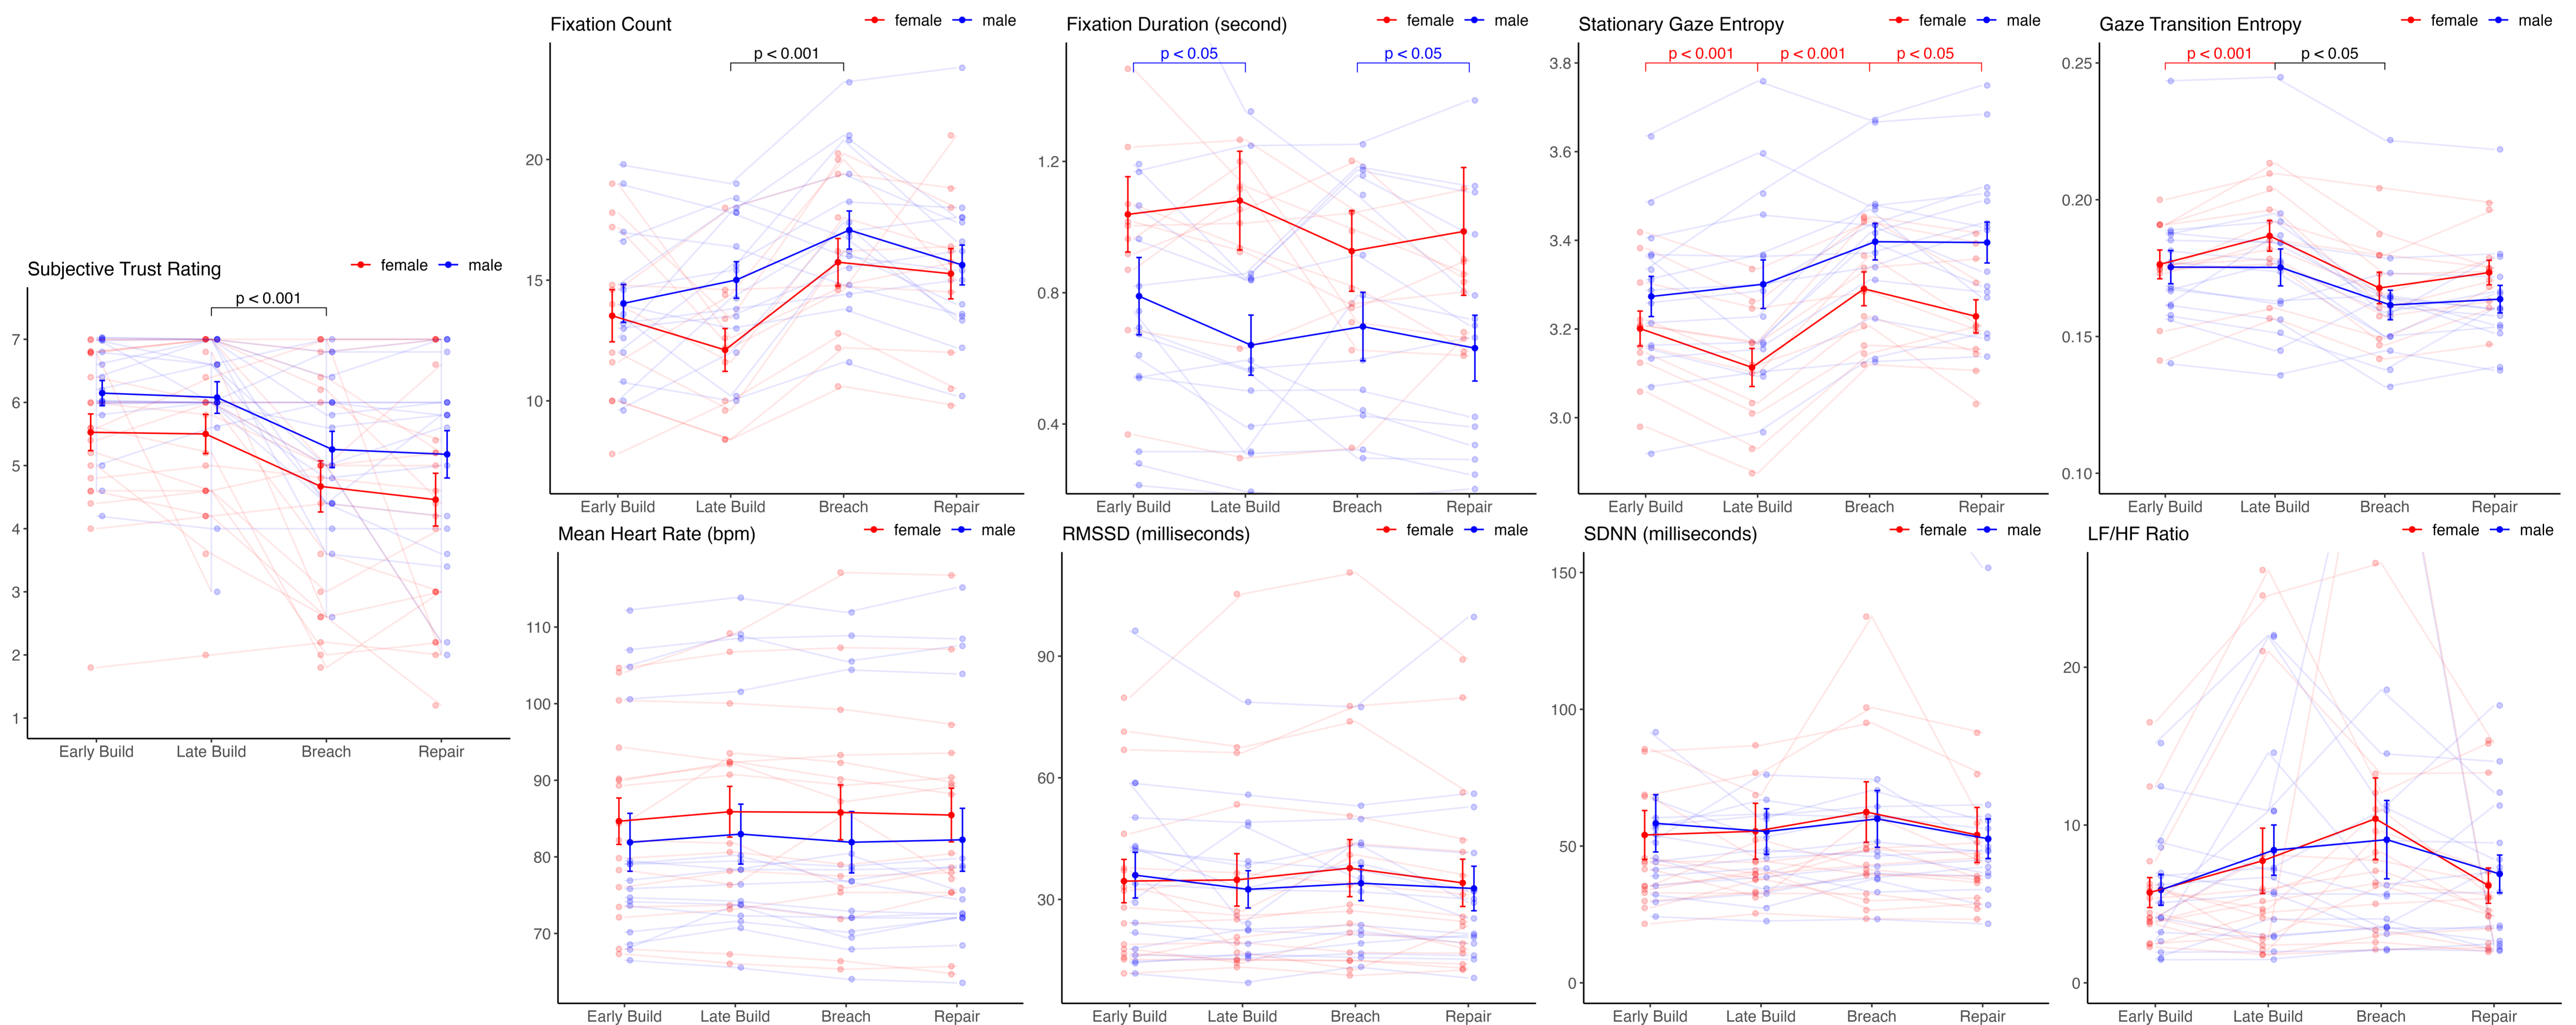 Subjective Trust Rating
female male
p < 0.001
7
6
5
4
3
2
1
Early Build Late Build Breach Repair
Fixation Count
female male
p < 0.001
20
15
10
Early Build Late Build Breach Repair
Fixation Duration (second)
female male
p < 0.05 p < 0.05
1.2
0.8
0.4
Early Build Late Build Breach Repair
Stationary Gaze Entropy
female male
p < 0.001 p < 0.001 p < 0.05
3.8
3.6
3.4
3.2
3.0
Early Build Late Build Breach Repair
Gaze Transition Entropy
female male
p < 0.001 p < 0.05
0.25
0.20
0.15
0.10
Early Build Late Build Breach Repair
Mean Heart Rate (bpm)
female male
110
100
90
80
70
Early Build Late Build Breach Repair
RMSSD (milliseconds)
female male
90
60
30
Early Build Late Build Breach Repair
SDNN (milliseconds)
female male
150
100
50
0
Early Build Late Build Breach Repair
LF/HF Ratio
female male
20
10
0
Early Build Late Build Breach Repair